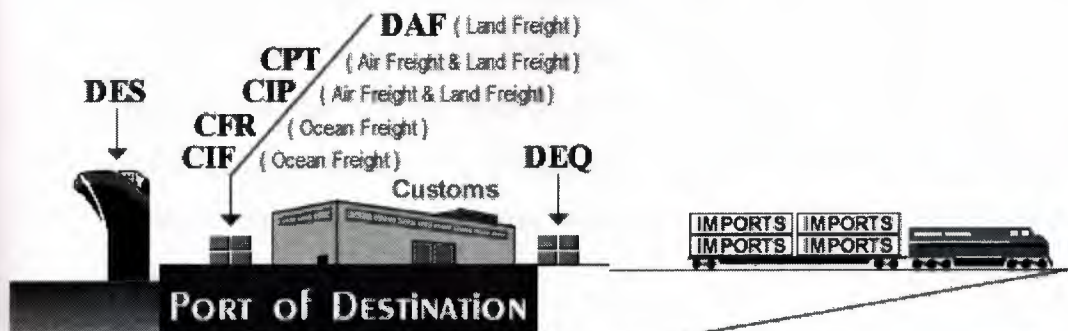 DAF ( Land Freight )
CPT ( Air Freight & Land Freight )
DES CIP ( Air Freight & Land Freight )
CFR ( Ocean Freight )
CIF ( Ocean Freight ) DEQ
Customs
IMPORTS IMPORTS
IMPORTS IMPORTS
PORT of DESTINATION